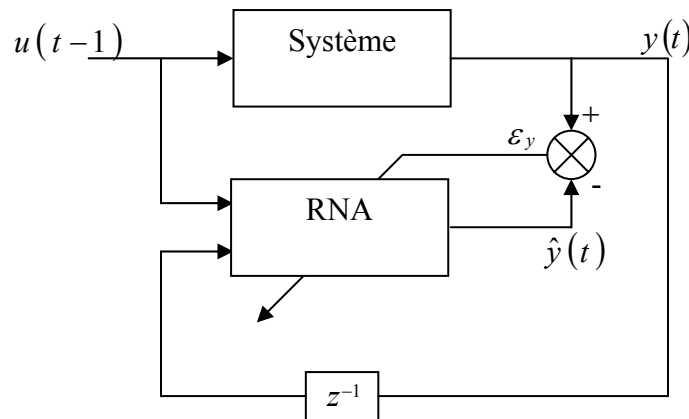 Système
u(t−1)
y(t)
+
ε_y
-
RNA
ŷ(t)
z⁻¹